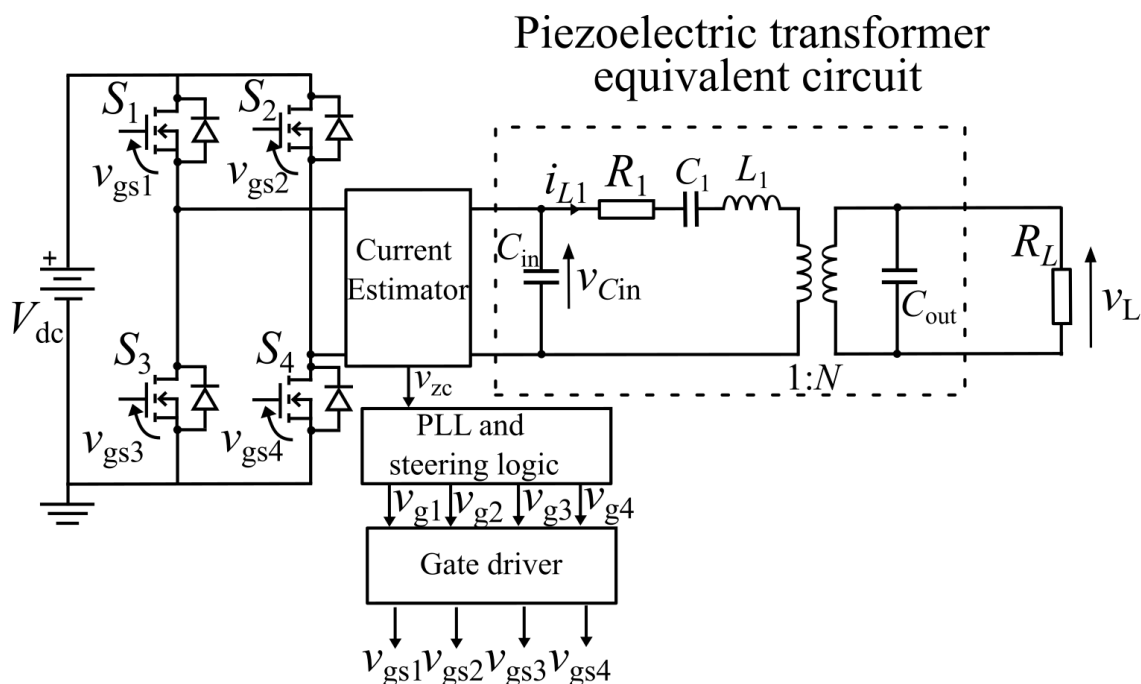 Piezoelectric transformer
equivalent circuit
S1
S2
vgs1
vgs2
iL1
R1
C1
L1
Current
Estimator
Cin
vCin
Cout
RL
vL
+
Vdc
S3
S4
vgs3
vgs4
1:N
vzc
PLL and
steering logic
vg1 vg2 vg3 vg4
Gate driver
vgs1 vgs2 vgs3 vgs4